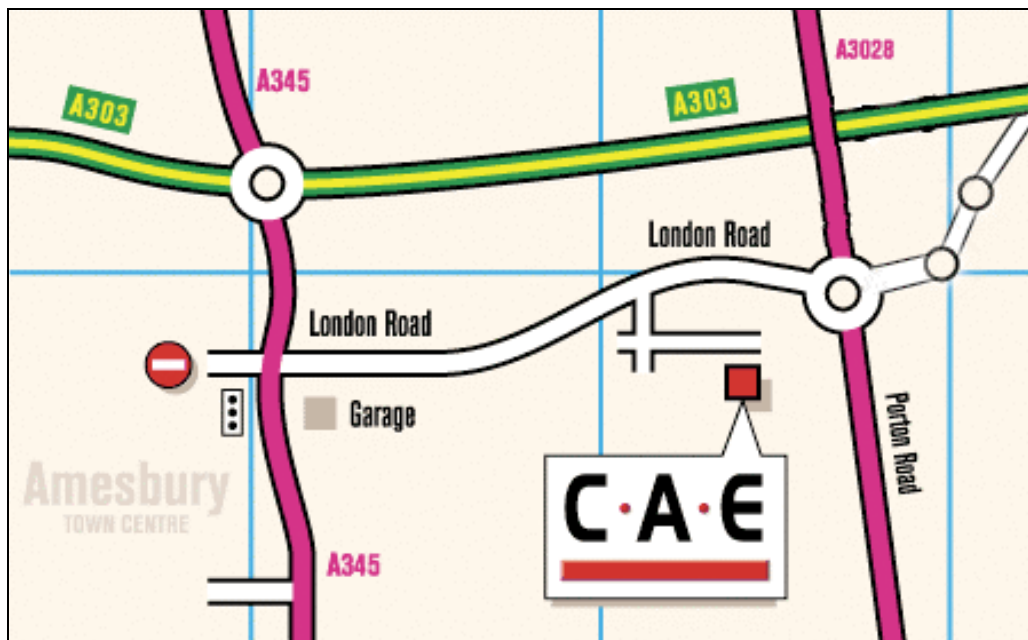 A345
A3028
A303
A303
London Road
London Road
Garage
Porton Road
Amesbury
TOWN CENTRE
C·A·E
A345